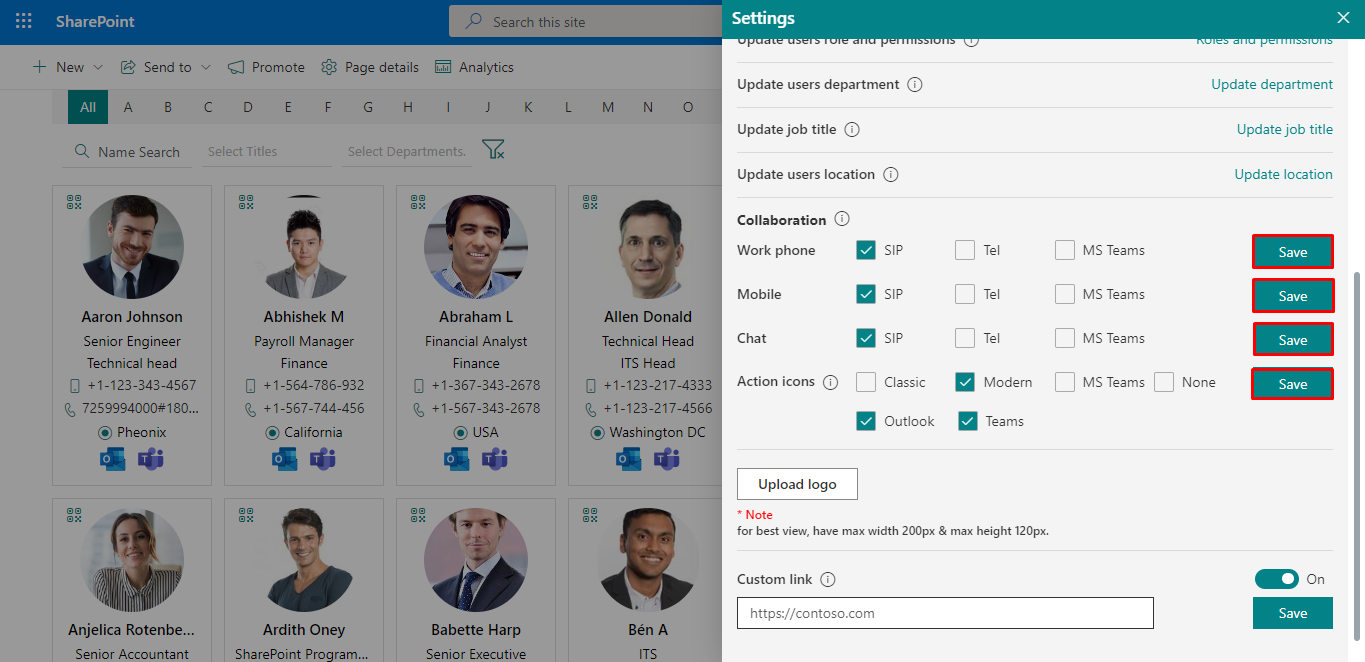 SharePoint
Search this site
New
Send to
Promote
Page details
Analytics
All A B C D E F G H I J K L M N O
Name Search
Select Titles
Select Departments.
Aaron Johnson
Senior Engineer
Technical head
+1-123-343-4567
7259994000#180...
Pheonix
Abhishek M
Payroll Manager
Finance
+1-564-786-932
+1-567-744-456
California
Abraham L
Financial Analyst
Finance
+1-367-343-2678
+1-567-343-2678
USA
Allen Donald
Technical Head
ITS Head
+1-123-217-4333
+1-123-217-4566
Washington DC
Anjelica Rotenbe...
Senior Accountant
Ardith Oney
SharePoint Program...
Babette Harp
Senior Executive
Bén A
ITS
Settings
Update users role and permissions
Roles and permissions
Update users department
Update department
Update job title
Update job title
Update users location
Update location
Collaboration
Work phone SIP Tel MS Teams Save
Mobile SIP Tel MS Teams Save
Chat SIP Tel MS Teams Save
Action icons Classic Modern MS Teams None Save
Outlook Teams
Upload logo
* Note
for best view, have max width 200px & max height 120px.
Custom link
On
https://contoso.com
Save